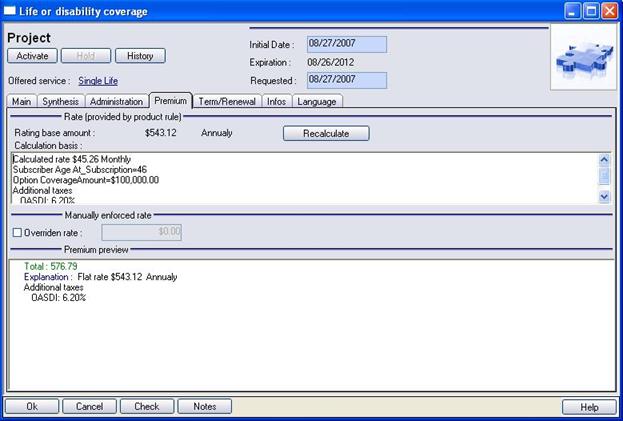 Life or disability coverage
Project
Activate Hold History
Initial Date : 08/27/2007
Expiration : 08/26/2012
Requested : 08/27/2007
Offered service : Single Life
Main Synthesis Administration Premium Term/Renewal Infos Language
Rate (provided by product rule)
Rating base amount : $543.12 Annualy Recalculate
Calculation basis :
Calculated rate $45.26 Monthly
Subscriber Age At_Subscription=46
Option CoverageAmount=$100,000.00
Additional taxes
OASDI: 6.20%
Manually enforced rate
Overriden rate : $0.00
Premium preview
Total : 576.79
Explanation : Flat rate $543.12 Annualy
Additional taxes
OASDI: 6.20%
Ok Cancel Check Notes Help